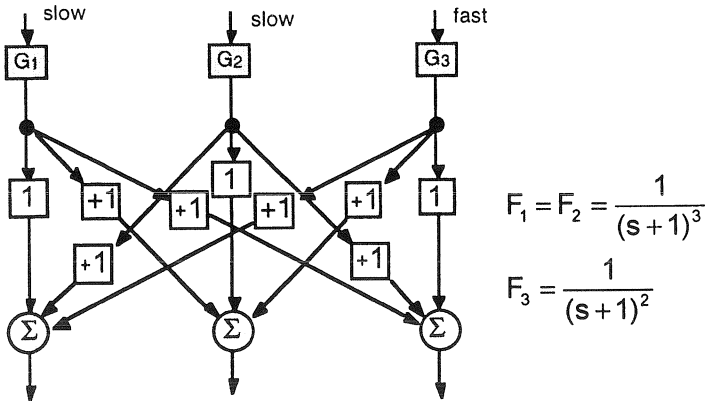 slow
slow
fast
G₁
G₂
G₃
1
+1
+1
1
+1
+1
1
+1
+1
Σ
Σ
Σ
F₁ = F₂ = 1/(s+1)³
F₃ = 1/(s+1)²